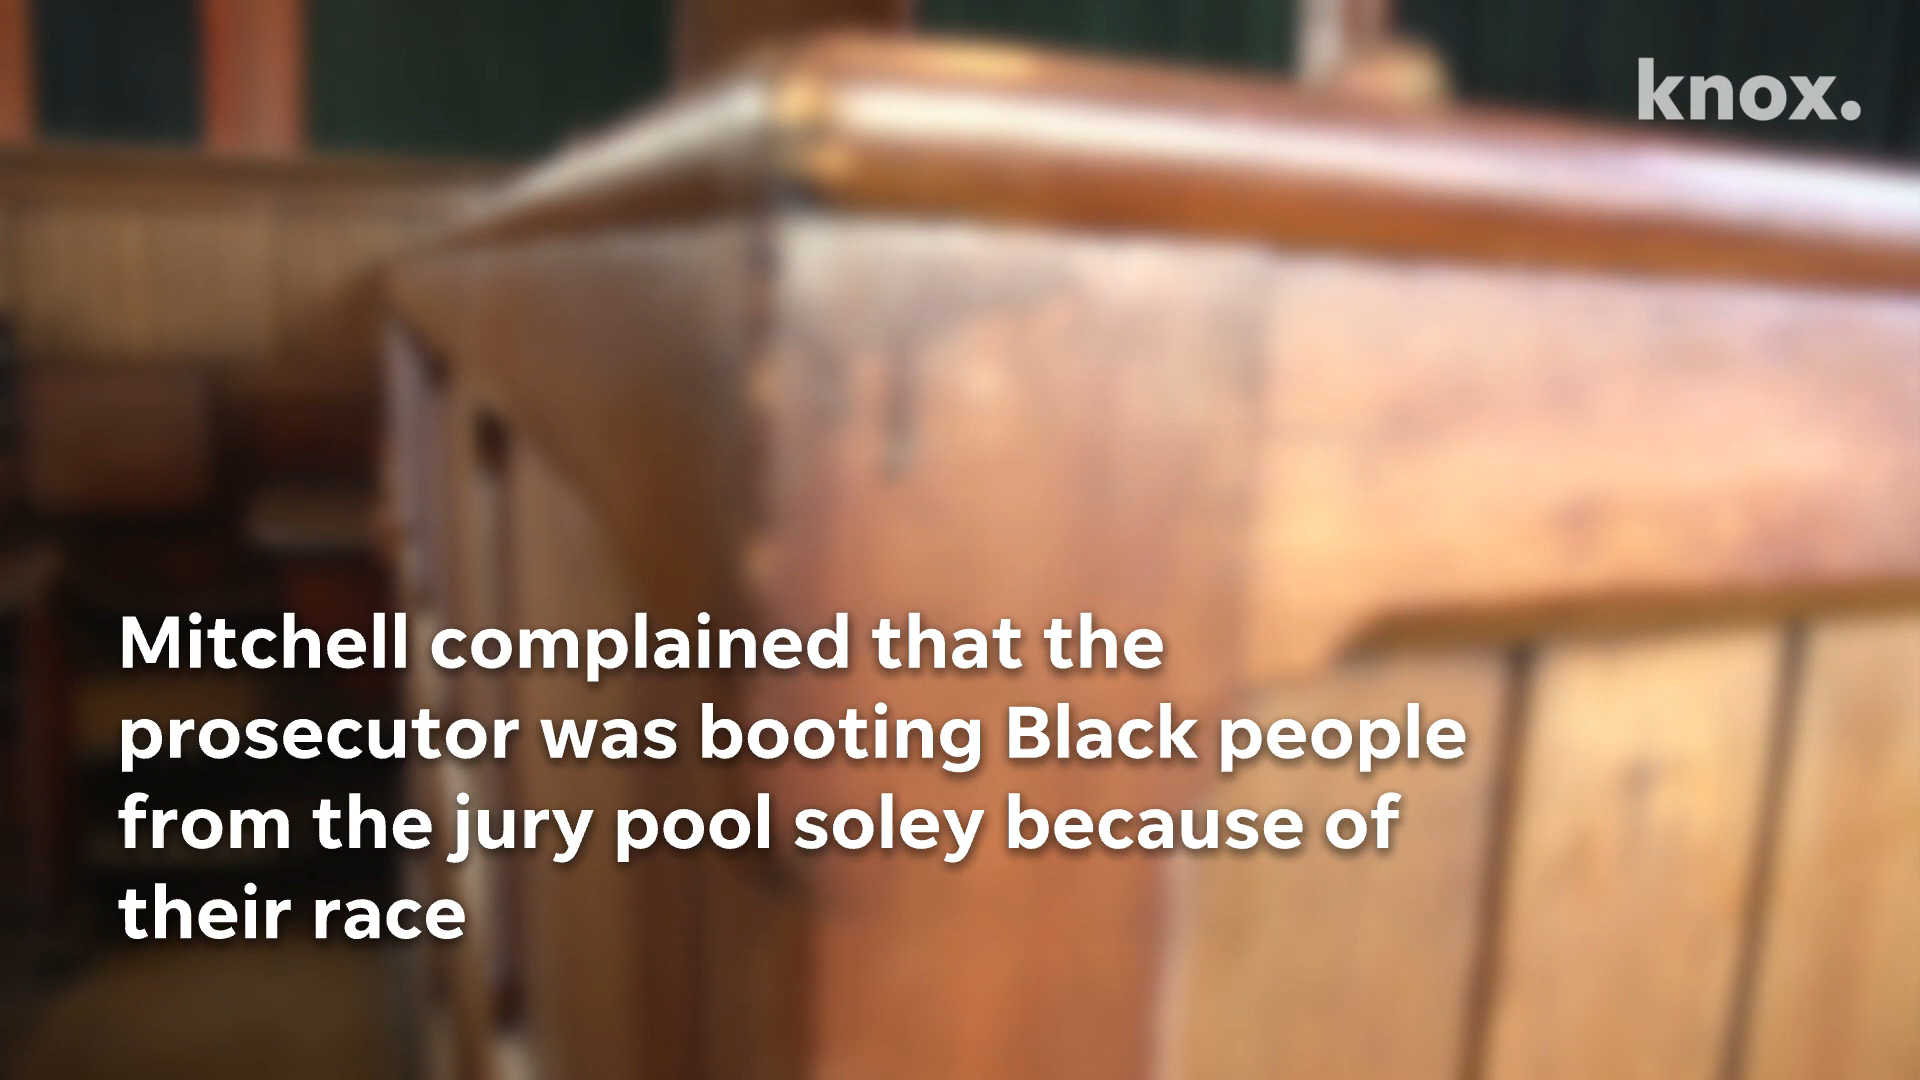 knox.
Mitchell complained that the
prosecutor was booting Black people
from the jury pool soley because of
their race